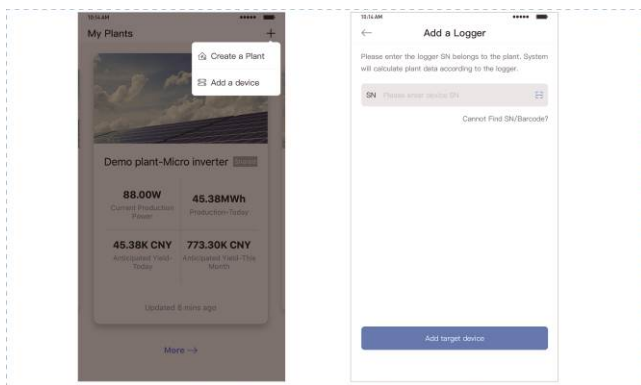 10:14 AM
My Plants
+
Create a Plant
Add a device
Demo plant-Micro inverter
88.00W
Current Production
Power
45.38MWh
Production-Today
45.38K CNY
Anticipated Yield-
Today
773.30K CNY
Anticipated Yield-This
Month
Updated 6 mins ago
More →
10:14 AM
← Add a Logger
Please enter the logger SN belongs to the plant. System
will calculate plant data according to the logger.
SN Please enter device SN
Cannot Find SN/Barcode?
Add target device